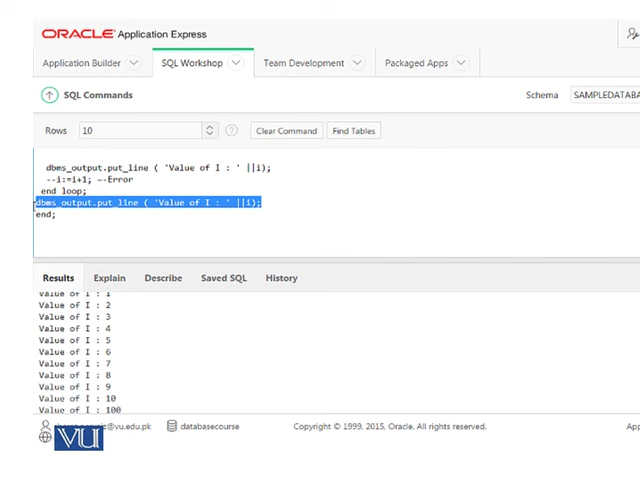 ORACLE Application Express
Application Builder SQL Workshop Team Development Packaged Apps
SQL Commands Schema SAMPLEDATABA
Rows 10 Clear Command Find Tables
dbms_output.put_line ( 'Value of I : ' ||i);
--i:=i+1; --Error
end loop;
dbms_output.put_line ( 'Value of I : ' ||i);
end;
Results Explain Describe Saved SQL History
Value of I : 1
Value of I : 2
Value of I : 3
Value of I : 4
Value of I : 5
Value of I : 6
Value of I : 7
Value of I : 8
Value of I : 9
Value of I : 10
Value of I : 100
@vu.edu.pk databasecourse Copyright © 1999, 2015, Oracle. All rights reserved. App
VU